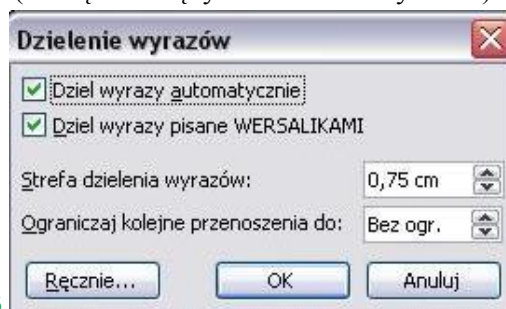 Dzielenie wyrazów
Dziel wyrazy automatycznie
Dziel wyrazy pisane WERSALIKAMI
Strefa dzielenia wyrazów: 0,75 cm
Ograniczaj kolejne przenoszenia do: Bez ogr.
Ręcznie... OK Anuluj